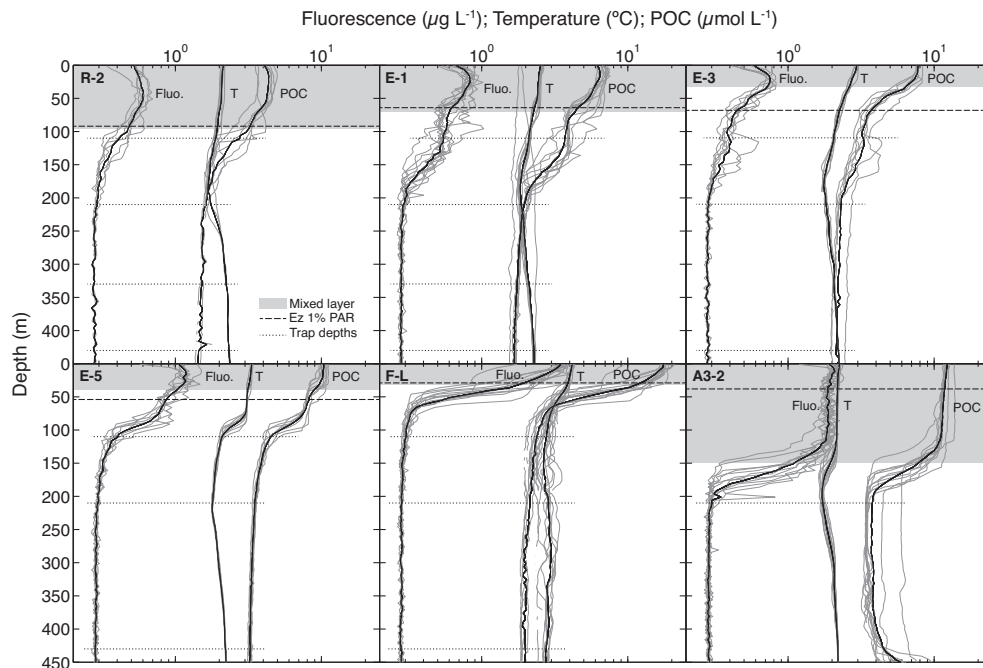 Fluorescence (µg L-1); Temperature (ºC); POC (µmol L-1)
10⁰ 10¹ 10⁰ 10¹ 10⁰ 10¹
R-2 Fluo. T POC
E-1 Fluo. T POC
E-3 Fluo. T POC
0
50
100
150
200
250
300
350
400
Mixed layer
Ez 1% PAR
Trap depths
Depth (m)
E-5 Fluo. T POC
F-L Fluo. T POC
A3-2 Fluo. T POC
0
50
100
150
200
250
300
350
400
450